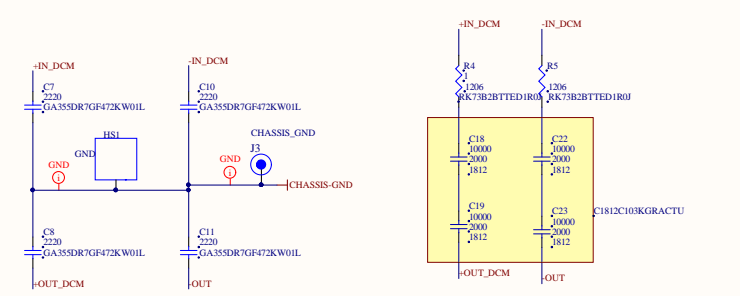 +IN_DCM
C7
2220
GA355DR7GF472KW01L
-IN_DCM
C10
2220
GA355DR7GF472KW01L
HS1
GND
GND
CHASSIS_GND
J3
GND
CHASSIS-GND
C8
2220
GA355DR7GF472KW01L
+OUT_DCM
C11
2220
GA355DR7GF472KW01L
-OUT
+IN_DCM
-IN_DCM
R4
1
1206
RK73B2BTTED1R0J
R5
1206
RK73B2BTTED1R0J
C18
10000
2000
1812
C22
10000
2000
1812
C19
10000
2000
1812
C23
10000
2000
1812
C1812C103KGRACTU
+OUT_DCM
-OUT